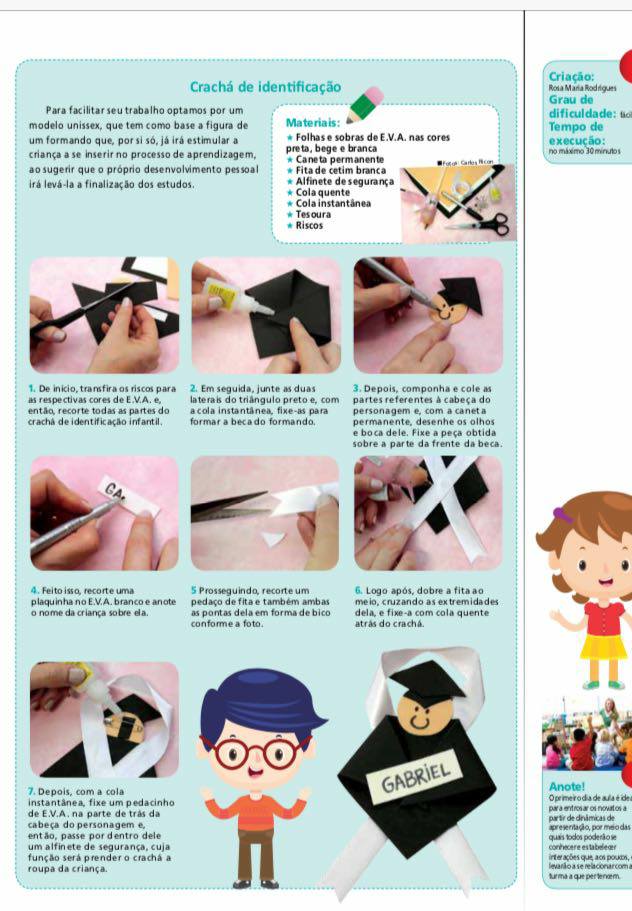 Crachá de identificação
Para facilitar seu trabalho optamos por um
modelo unissex, que tem como base a figura de
um formando que, por si só, já irá estimular a
criança a se inserir no processo de aprendizagem,
ao sugerir que o próprio desenvolvimento pessoal
irá levá-la a finalização dos estudos.
Materiais:
★ Folhas e sobras de E.V.A. nas cores
preta, bege e branca
★ Caneta permanente
★ Fita de cetim branca
★ Alfinete de segurança
★ Cola quente
★ Cola instantânea
★ Tesoura
★ Riscos
■ Fotos: Carlos Ricon
1. De início, transfira os riscos para
as respectivas cores de E.V.A. e,
então, recorte todas as partes do
crachá de identificação infantil.
2. Em seguida, junte as duas
laterais do triângulo preto e, com
a cola instantânea, fixe-as para
formar a beca do formando.
3. Depois, componha e cole as
partes referentes à cabeça do
personagem e, com a caneta
permanente, desenhe os olhos
e boca dele. Fixe a peça obtida
sobre a parte da frente da beca.
GA
4. Feito isso, recorte uma
plaquinha no E.V.A. branco e anote
o nome da criança sobre ela.
5 Prosseguindo, recorte um
pedaço de fita e também ambas
as pontas dela em forma de bico
conforme a foto.
6. Logo após, dobre a fita ao
meio, cruzando as extremidades
dela, e fixe-a com cola quente
atrás do crachá.
7. Depois, com a cola
instantânea, fixe um pedacinho
de E.V.A. na parte de trás da
cabeça do personagem e,
então, passe por dentro dele
um alfinete de segurança, cuja
função será prender o crachá a
roupa da criança.
GABRIEL
Criação:
Rosa Maria Rodrigues
Grau de
dificuldade: fáci
Tempo de
execução:
no máximo 30 minutos
Anote!
O primeiro dia de aula é idea
para entrosar os novatos a
partir de dinâmicas de
apresentação, por meio das
quais todos poderão se
conhecer e estabelecer
interações que, aos poucos,
levarão a se relacionar com a
turma a que pertencem.